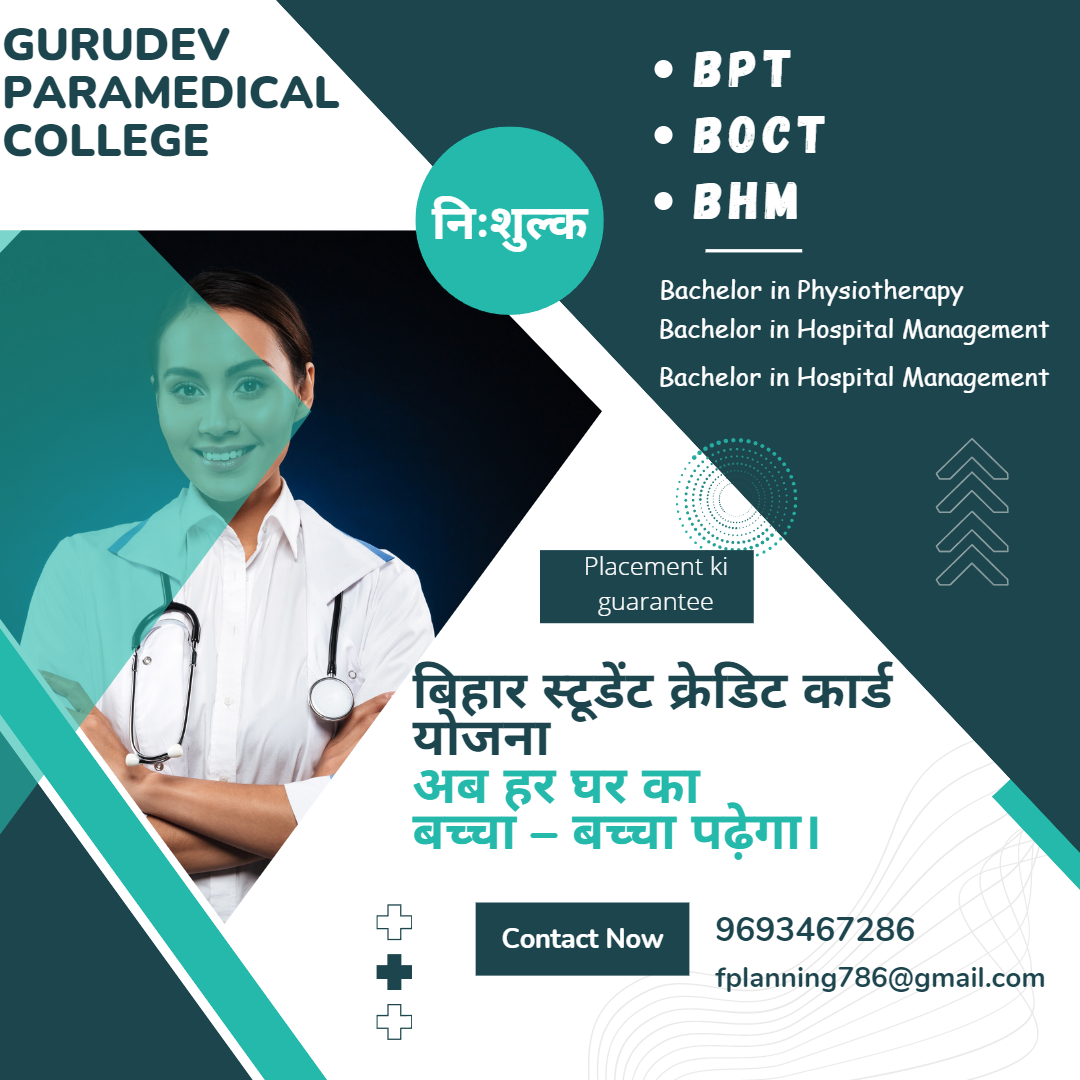 GURUDEV
PARAMEDICAL
COLLEGE
निःशुल्क
BPT
BOCT
BHM
Bachelor in Physiotherapy
Bachelor in Hospital Management
Bachelor in Hospital Management
Placement ki
guarantee
बिहार स्टूडेंट क्रेडिट कार्ड
योजना
अब हर घर का
बच्चा – बच्चा पढ़ेगा।
Contact Now
9693467286
fplanning786@gmail.com